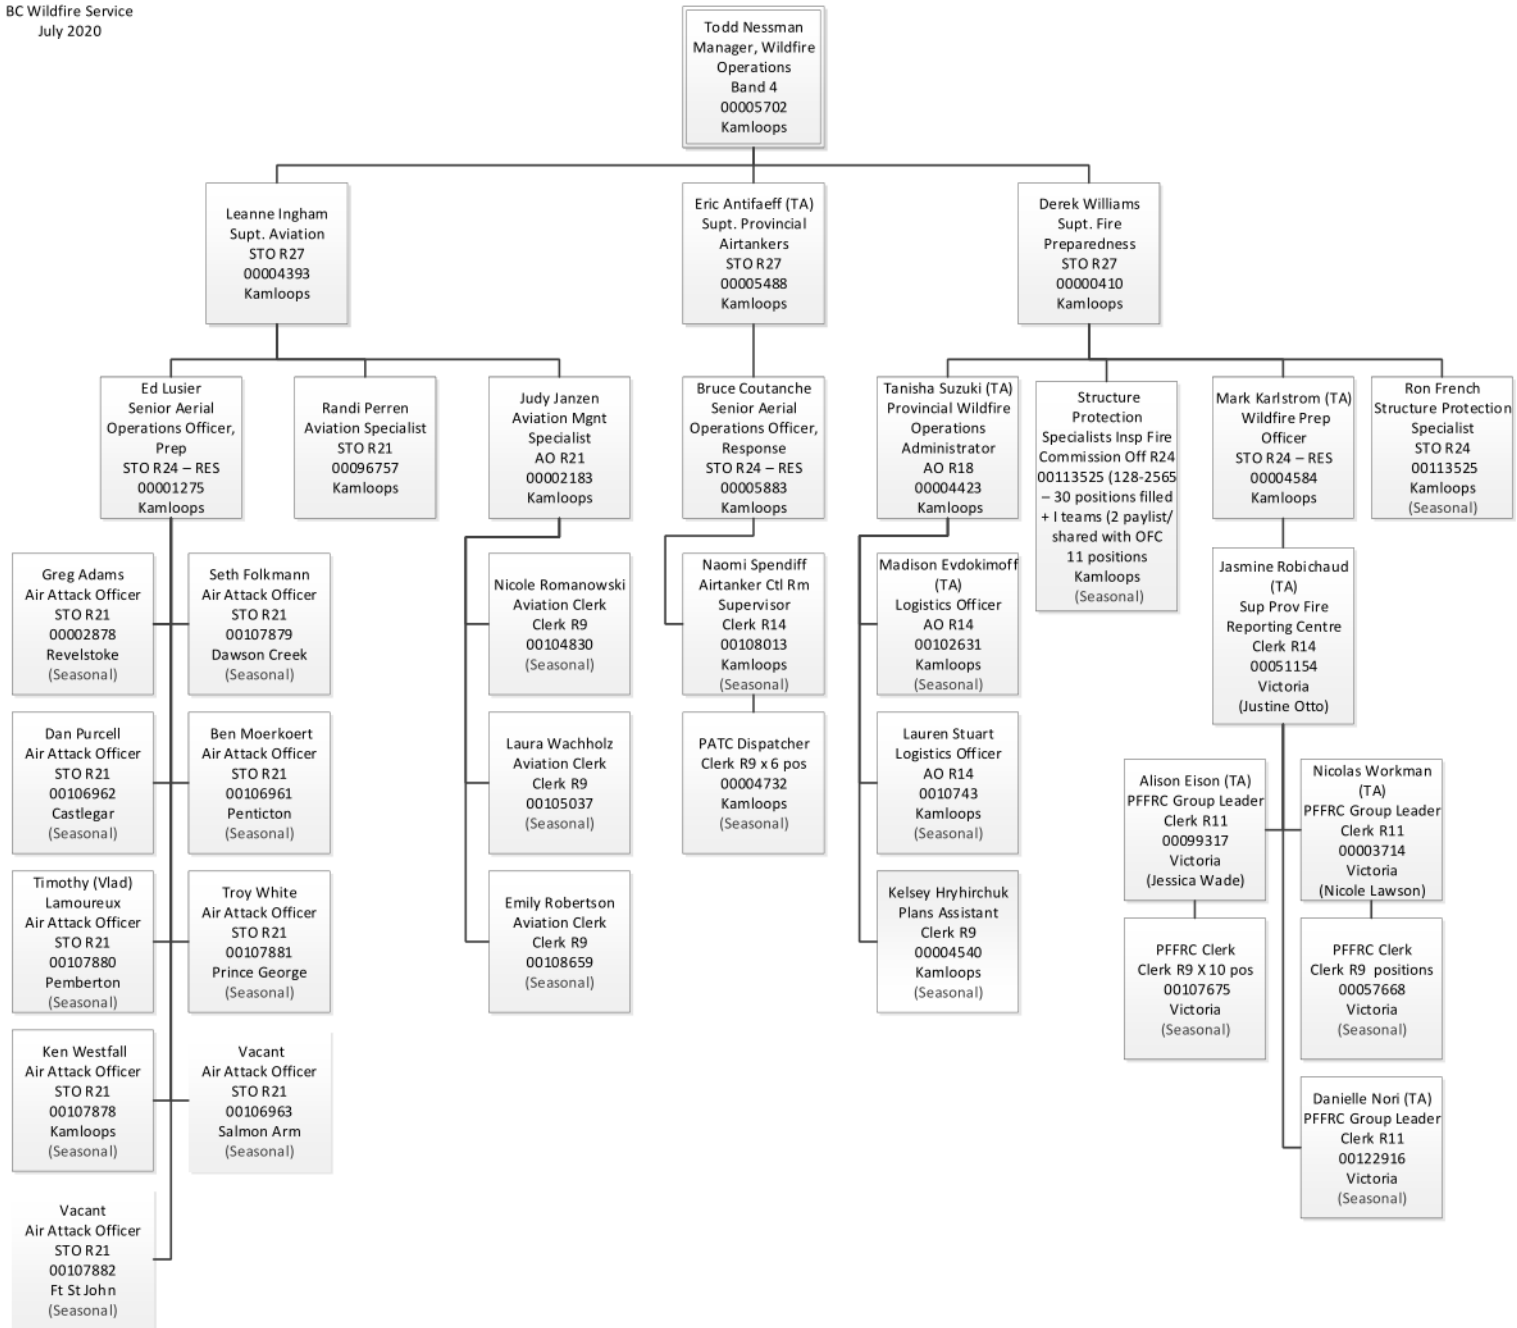 BC Wildfire Service
July 2020
Todd Nessman
Manager, Wildfire
Operations
Band 4
00005702
Kamloops
Leanne Ingham
Supt. Aviation
STO R27
00004393
Kamloops
Eric Antifaeff (TA)
Supt. Provincial
Airtankers
STO R27
00005488
Kamloops
Derek Williams
Supt. Fire
Preparedness
STO R27
00000410
Kamloops
Ed Lusier
Senior Aerial
Operations Officer,
Prep
STO R24 – RES
00001275
Kamloops
Randi Perren
Aviation Specialist
STO R21
00096757
Kamloops
Judy Janzen
Aviation Mgnt
Specialist
AO R21
00002183
Kamloops
Bruce Coutanche
Senior Aerial
Operations Officer,
Response
STO R24 – RES
00005883
Kamloops
Tanisha Suzuki (TA)
Provincial Wildfire
Operations
Administrator
AO R18
00004423
Kamloops
Structure
Protection
Specialists Insp Fire
Commission Off R24
00113525 (128-2565
– 30 positions filled
+ I teams (2 paylist/
shared with OFC
11 positions
Kamloops
(Seasonal)
Mark Karlstrom (TA)
Wildfire Prep
Officer
STO R24 – RES
00004584
Kamloops
Ron French
Structure Protection
Specialist
STO R24
00113525
Kamloops
(Seasonal)
Greg Adams
Air Attack Officer
STO R21
00002878
Revelstoke
(Seasonal)
Seth Folkmann
Air Attack Officer
STO R21
00107879
Dawson Creek
(Seasonal)
Nicole Romanowski
Aviation Clerk
Clerk R9
00104830
(Seasonal)
Naomi Spendiff
Airtanker Ctl Rm
Supervisor
Clerk R14
00108013
Kamloops
(Seasonal)
Madison Evdokimoff
(TA)
Logistics Officer
AO R14
00102631
Kamloops
(Seasonal)
Jasmine Robichaud
(TA)
Sup Prov Fire
Reporting Centre
Clerk R14
00051154
Victoria
(Justine Otto)
Dan Purcell
Air Attack Officer
STO R21
00106962
Castlegar
(Seasonal)
Ben Moerkoert
Air Attack Officer
STO R21
00106961
Penticton
(Seasonal)
Laura Wachholz
Aviation Clerk
Clerk R9
00105037
(Seasonal)
PATC Dispatcher
Clerk R9 x 6 pos
00004732
Kamloops
(Seasonal)
Lauren Stuart
Logistics Officer
AO R14
0010743
Kamloops
(Seasonal)
Alison Eison (TA)
PFFRC Group Leader
Clerk R11
00099317
Victoria
(Jessica Wade)
Nicolas Workman
(TA)
PFFRC Group Leader
Clerk R11
00003714
Victoria
(Nicole Lawson)
Timothy (Vlad)
Lamoureux
Air Attack Officer
STO R21
00107880
Pemberton
(Seasonal)
Troy White
Air Attack Officer
STO R21
00107881
Prince George
(Seasonal)
Emily Robertson
Aviation Clerk
Clerk R9
00108659
(Seasonal)
Kelsey Hryhirchuk
Plans Assistant
Clerk R9
00004540
Kamloops
(Seasonal)
PFFRC Clerk
Clerk R9 X 10 pos
00107675
Victoria
(Seasonal)
PFFRC Clerk
Clerk R9 positions
00057668
Victoria
(Seasonal)
Ken Westfall
Air Attack Officer
STO R21
00107878
Kamloops
(Seasonal)
Vacant
Air Attack Officer
STO R21
00106963
Salmon Arm
(Seasonal)
Danielle Nori (TA)
PFFRC Group Leader
Clerk R11
00122916
Victoria
(Seasonal)
Vacant
Air Attack Officer
STO R21
00107882
Ft St John
(Seasonal)